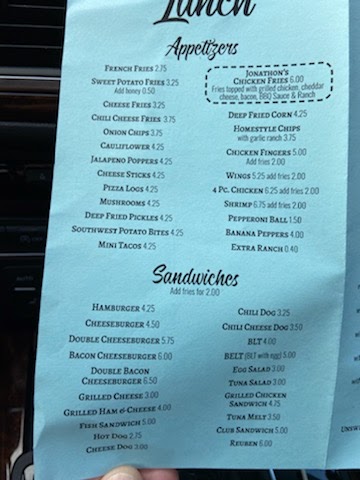 Lunch
Appetizers
French Fries 2.75
Sweet Potato Fries 3.25
Add honey 0.50
Cheese Fries 3.25
Chili Cheese Fries 3.75
Onion Chips 3.75
Cauliflower 4.25
Jalapeno Poppers 4.25
Cheese Sticks 4.25
Pizza Logs 4.25
Mushrooms 4.25
Deep Fried Pickles 4.25
Southwest Potato Bites 4.25
Mini Tacos 4.25
Jonathon's
Chicken Fries 6.00
Fries topped with grilled chicken, cheddar
cheese, bacon, BBQ Sauce & Ranch
Deep Fried Corn 4.25
Homestyle Chips
with garlic ranch 3.75
Chicken Fingers 5.00
Add fries 2.00
Wings 5.25 add fries 2.00
4 Pc. Chicken 6.25 add fries 2.00
Shrimp 6.75 add fries 2.00
Pepperoni Ball 1.50
Banana Peppers 4.00
Extra Ranch 0.40
Sandwiches
Add fries for 2.00
Hamburger 4.25
Cheeseburger 4.50
Double Cheeseburger 5.75
Bacon Cheeseburger 6.00
Double Bacon
Cheeseburger 6.50
Grilled Cheese 3.00
Grilled Ham & Cheese 4.00
Fish Sandwich 5.00
Hot Dog 2.75
Cheese Dog 3.00
Chili Dog 3.25
Chili Cheese Dog 3.50
BLT 4.00
BELT (BLT with egg) 5.00
Egg Salad 3.00
Tuna Salad 3.00
Grilled Chicken
Sandwich 4.75
Tuna Melt 3.50
Club Sandwich 5.00
Reuben 6.00